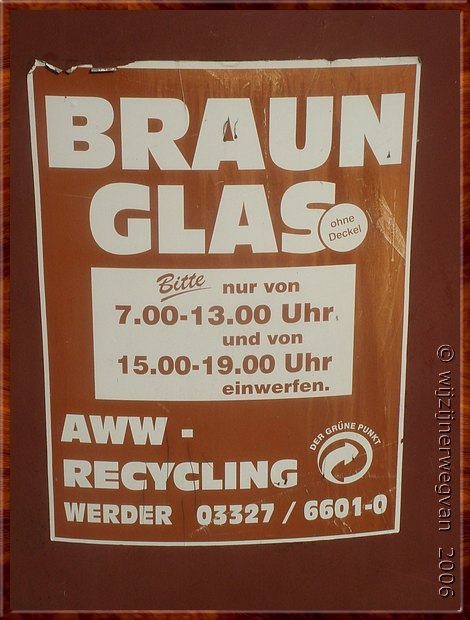 BRAUN
GLAS
ohne
Deckel
Bitte nur von
7.00-13.00 Uhr
und von
15.00-19.00 Uhr
einwerfen.
AWW -
RECYCLING
DER GRÜNE PUNKT
WERDER 03327 / 6601-0
© wijzijnerwegvan 2006